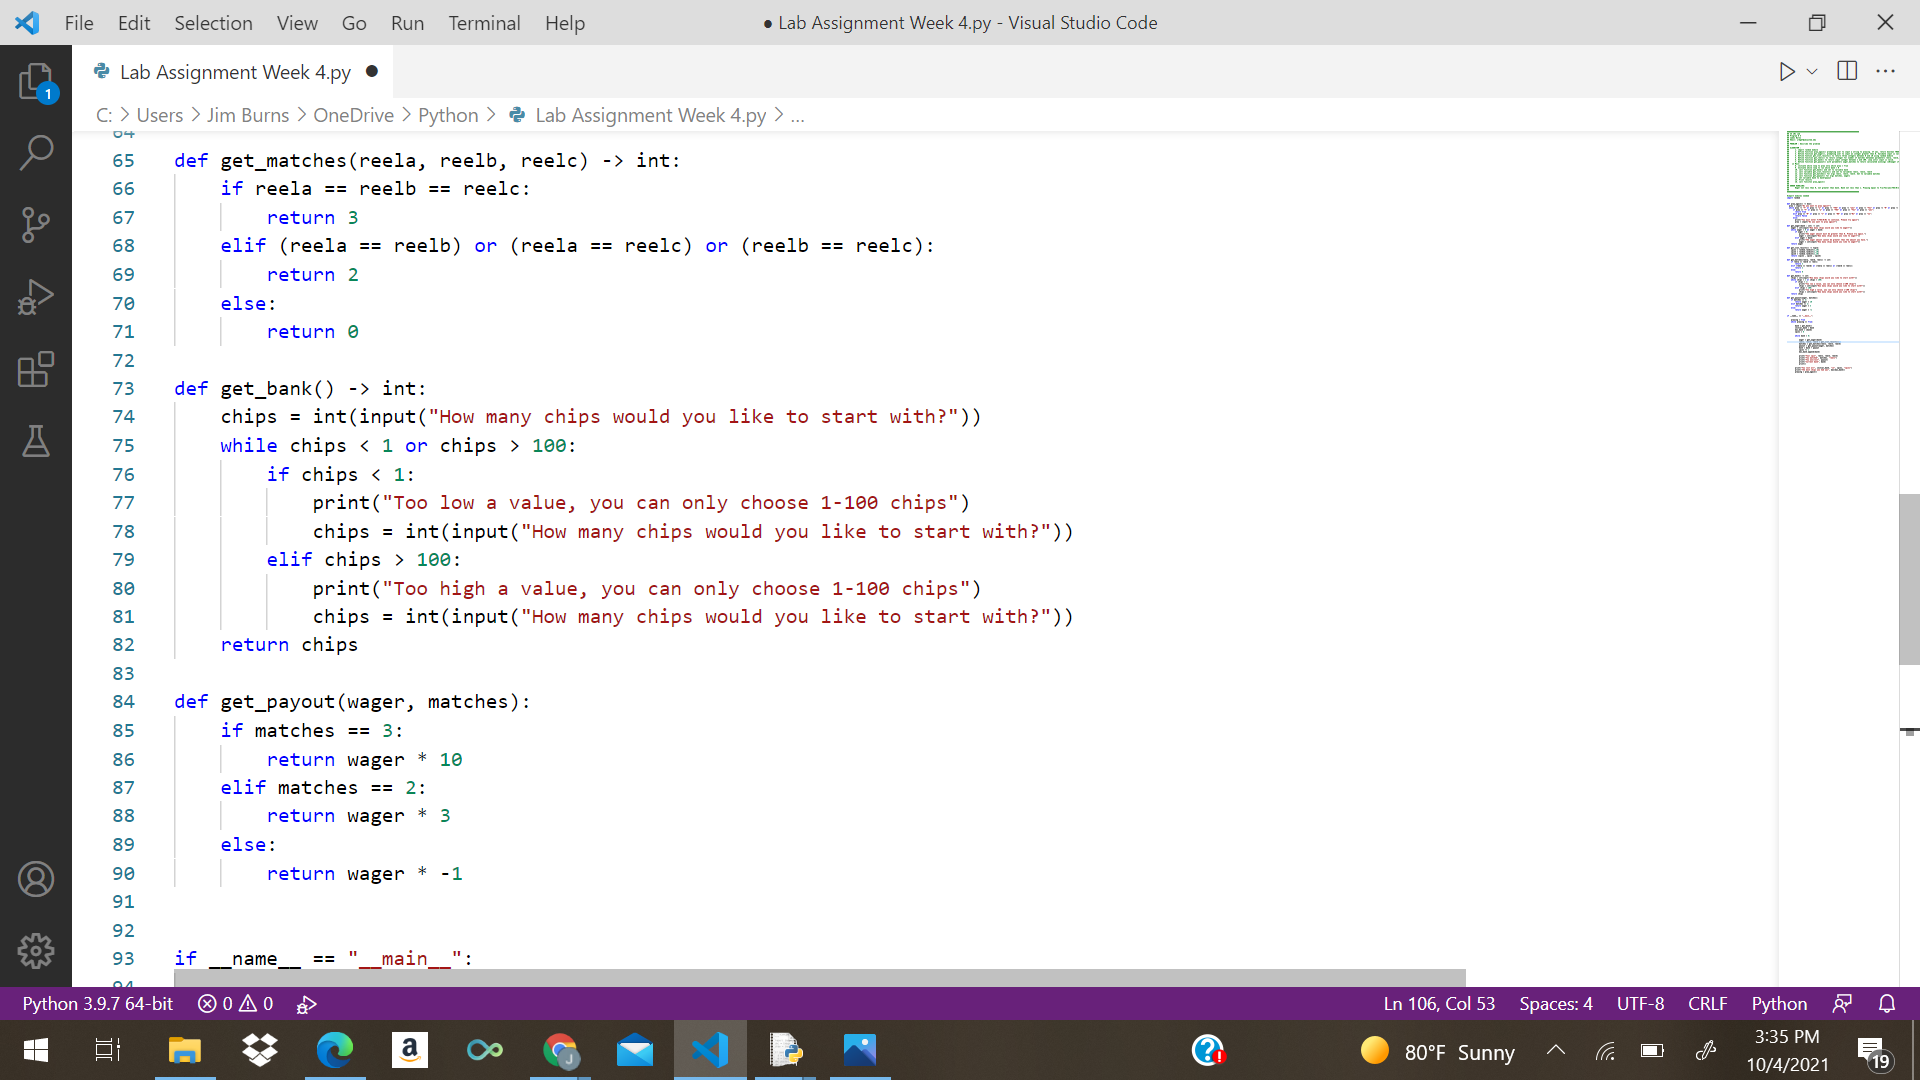 File Edit Selection View Go Run Terminal Help ● Lab Assignment Week 4.py - Visual Studio Code
Lab Assignment Week 4.py ●
C: > Users > Jim Burns > OneDrive > Python > Lab Assignment Week 4.py > ...
1
64
65 def get_matches(reela, reelb, reelc) -> int:
66     if reela == reelb == reelc:
67         return 3
68     elif (reela == reelb) or (reela == reelc) or (reelb == reelc):
69         return 2
70     else:
71         return 0
72
73 def get_bank() -> int:
74     chips = int(input("How many chips would you like to start with?"))
75     while chips < 1 or chips > 100:
76         if chips < 1:
77             print("Too low a value, you can only choose 1-100 chips")
78             chips = int(input("How many chips would you like to start with?"))
79         elif chips > 100:
80             print("Too high a value, you can only choose 1-100 chips")
81             chips = int(input("How many chips would you like to start with?"))
82     return chips
83
84 def get_payout(wager, matches):
85     if matches == 3:
86         return wager * 10
87     elif matches == 2:
88         return wager * 3
89     else:
90         return wager * -1
91
92
93 if __name__ == "__main__":
94
Python 3.9.7 64-bit 0 0 Ln 106, Col 53 Spaces: 4 UTF-8 CRLF Python
80°F Sunny
3:35 PM
10/4/2021
19